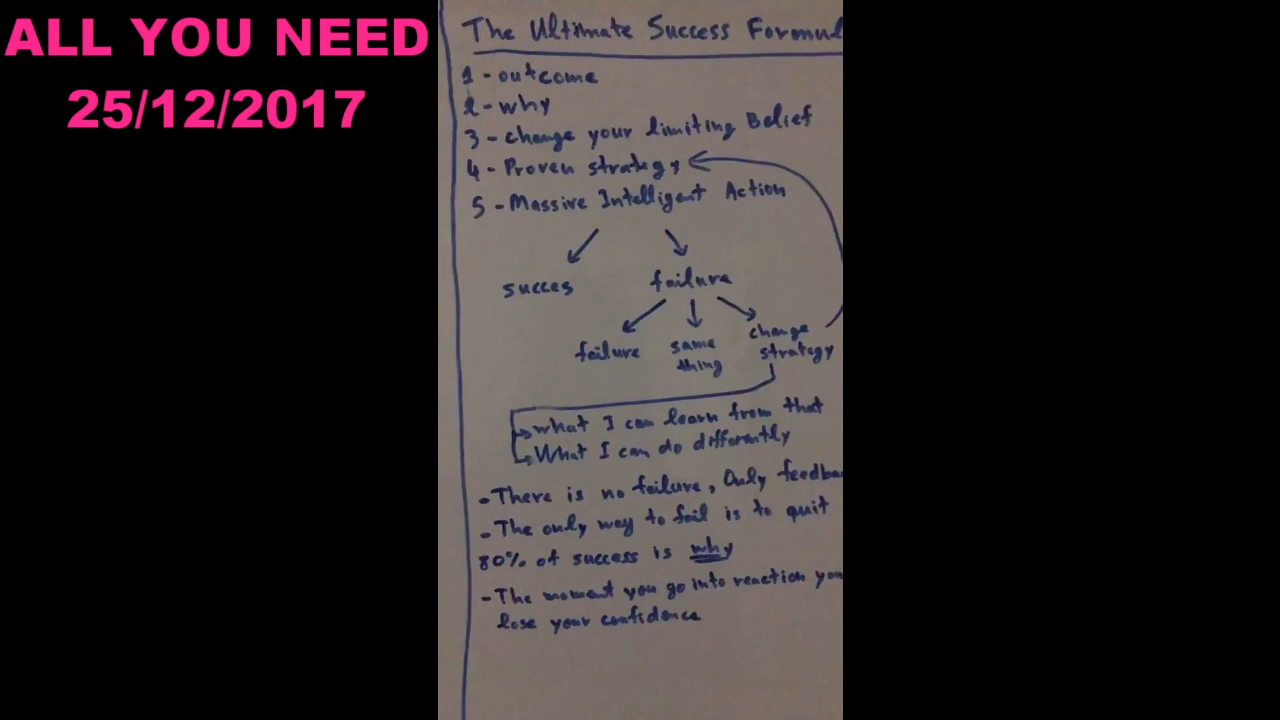 ALL YOU NEED
25/12/2017
The Ultimate Success Formul
1 - outcome
2 - why
3 - change your limiting Belief
4 - Proven strategy
5 - Massive Intelligent Action
succes failure
failure same thing change strategy
what I can learn from that
What I can do differently
- There is no failure, Only feedba
- The only way to fail is to quit
80% of success is why
- The moment you go into reaction you
lose your confidence